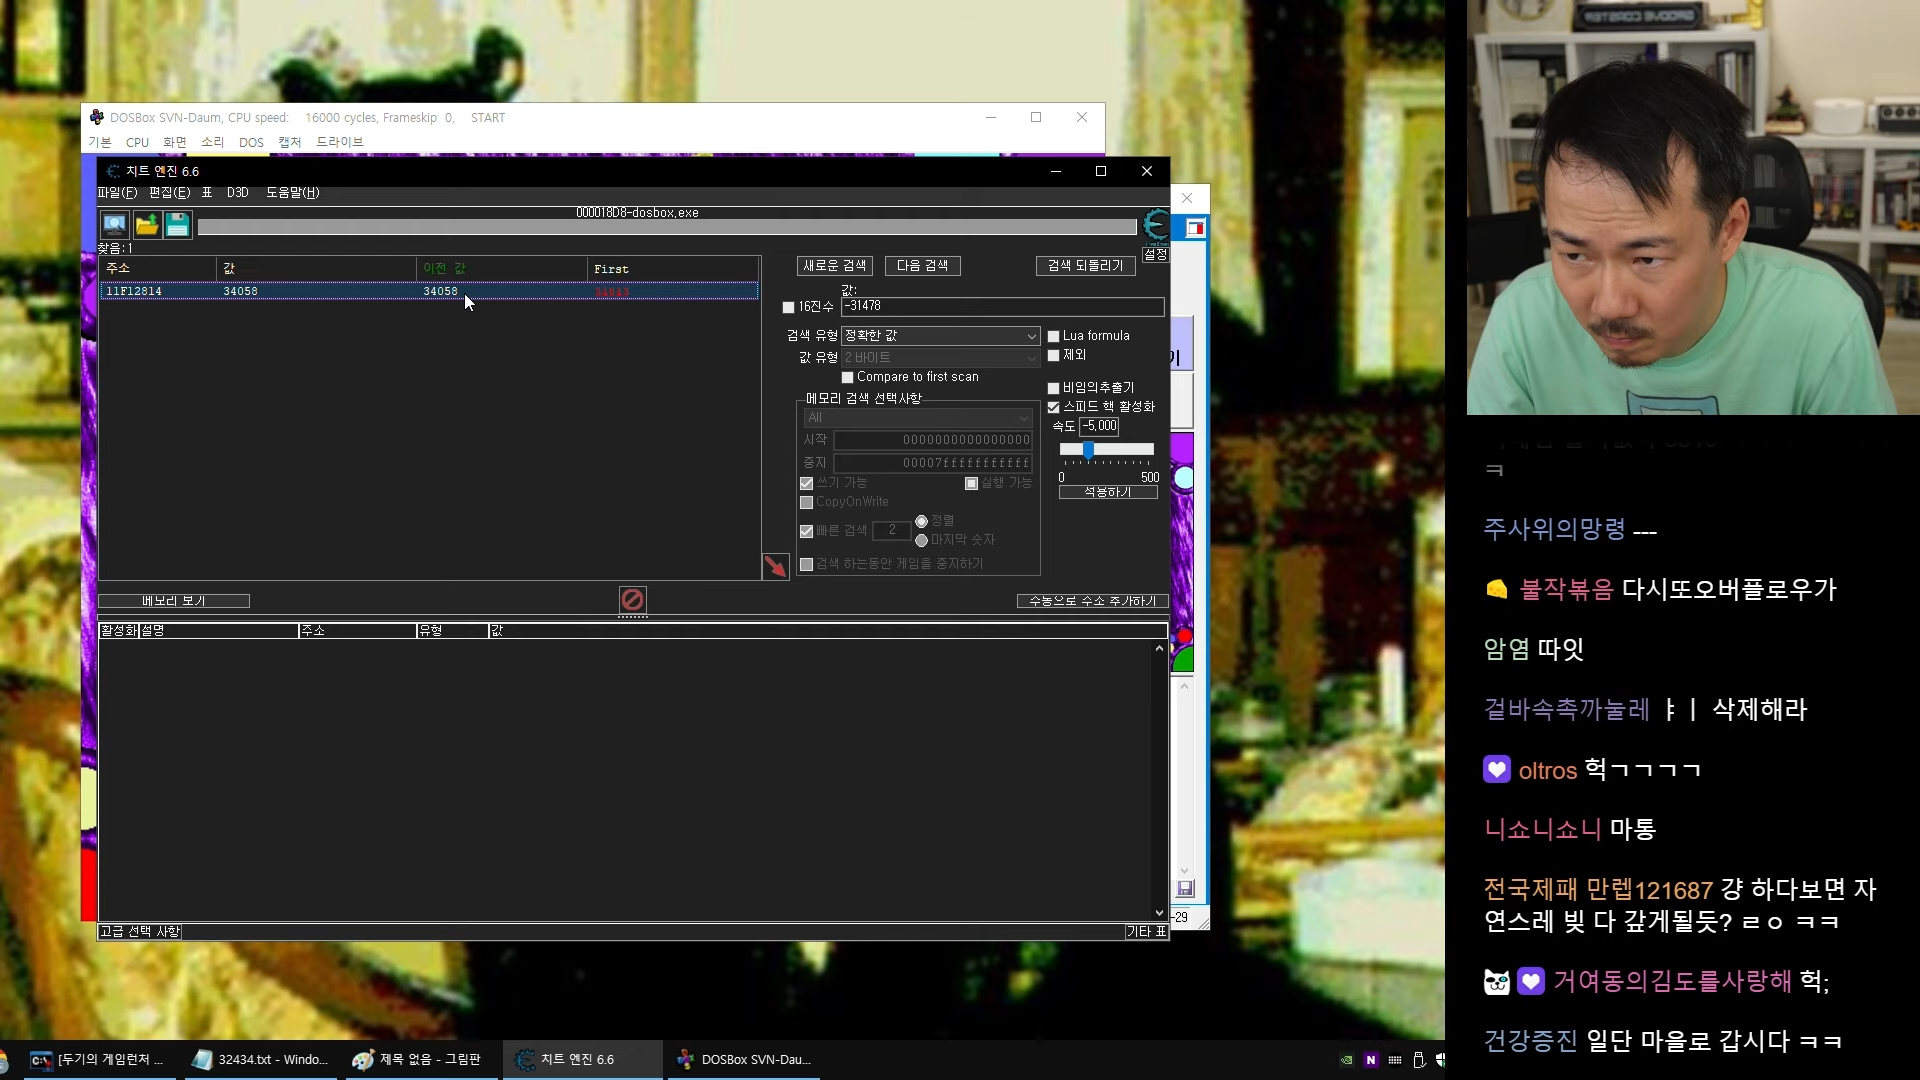 DOSBox SVN-Daum, CPU speed: 16000 cycles, Frameskip 0, START
기본 CPU 화면 소리 DOS 캡처 드라이브
치트 엔진 6.6
파일(F) 편집(E) 표 D3D 도움말(H)
000018D8-dosbox.exe
찾음:1
설정
주소 값 이전 값 First
11F12814 34058 34058
새로운 검색 다음 검색 검색 되돌리기
값:
16진수 -31478
검색 유형 정확한 값
Lua formula
값 유형 2 바이트
제외
Compare to first scan
비임의추출기
메모리 검색 선택사항
스피드 핵 활성화
All
속도 -5,000
시작 0000000000000000
중지 00007fffffffffff
0 500
쓰기 가능 실행 가능
적용하기
CopyOnWrite
빠른 검색 2 정렬
마지막 숫자
검색 하는동안 게임을 중지하기
메모리 보기
수동으로 주소 추가하기
활성화 설명 주소 유형 값
고급 선택 사항
기타 표
-29
ㅋ
주사위의망령 ---
불작볶음 다시또오버플로우가
암염 따잇
겉바속촉까눌레 ㅑㅣ 삭제해라
oltros 헉ㄱㄱㄱㄱ
니쇼니쇼니 마통
전국제패 만렙121687 걍 하다보면 자
연스레 빚 다 갚게될듯? ㄹㅇ ㅋㅋ
거여동의김도를사랑해 헉;
건강증진 일단 마을로 갑시다 ㅋㅋ
[두기의 게임런처 ...
32434.txt - Windo...
제목 없음 - 그림판
치트 엔진 6.6
DOSBox SVN-Dau...